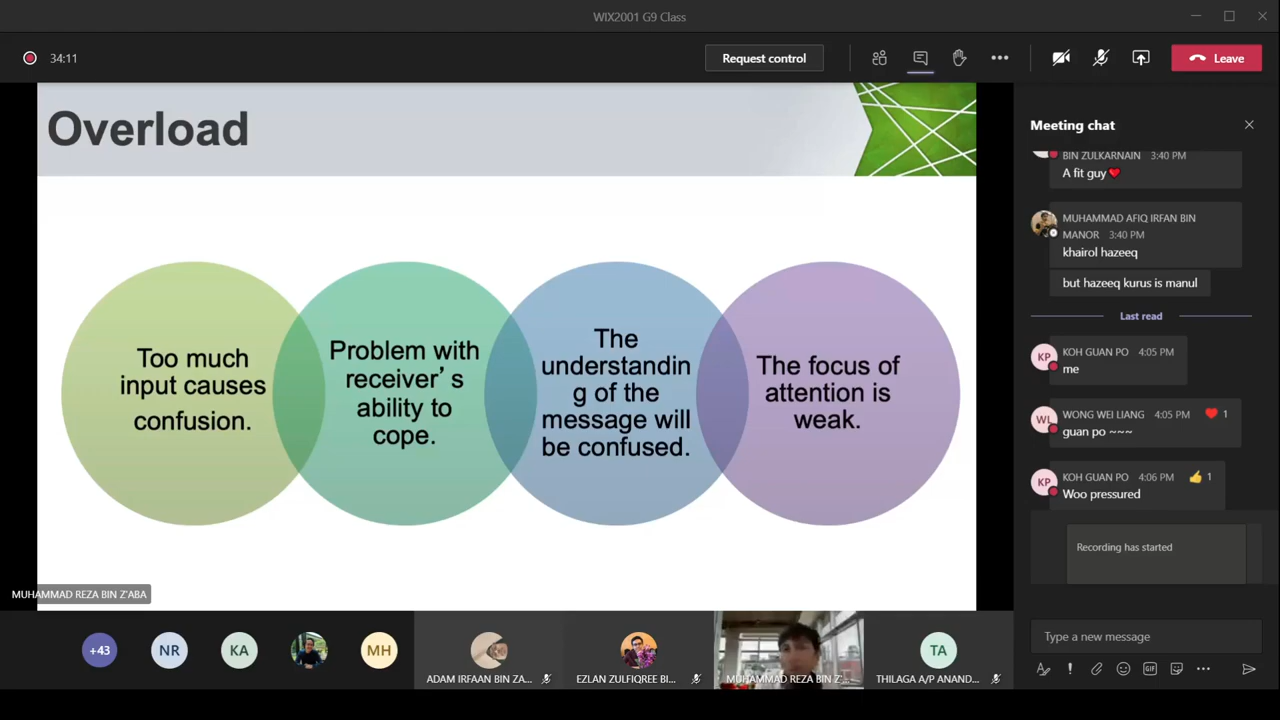 WIX2001 G9 Class
34:11
Request control
Leave
Overload
Too much
input causes
confusion.
Problem with
receiver’s
ability to
cope.
The
understandin
g of the
message will
be confused.
The focus of
attention is
weak.
MUHAMMAD REZA BIN Z'ABA
+43
NR
KA
MH
ADAM IRFAAN BIN ZA...
EZLAN ZULFIQREE BI...
MUHAMMAD REZA BIN Z'...
TA
THILAGA A/P ANAND...
Meeting chat
BIN ZULKARNAIN 3:40 PM
A fit guy❤️
MUHAMMAD AFIQ IRFAN BIN
MANOR 3:40 PM
khairol hazeeq
but hazeeq kurus is manul
Last read
KP
KOH GUAN PO 4:05 PM
me
WL
WONG WEI LIANG 4:05 PM ❤️ 1
guan po ~~~
KP
KOH GUAN PO 4:06 PM 👍 1
Woo pressured
Recording has started
Type a new message
GIF